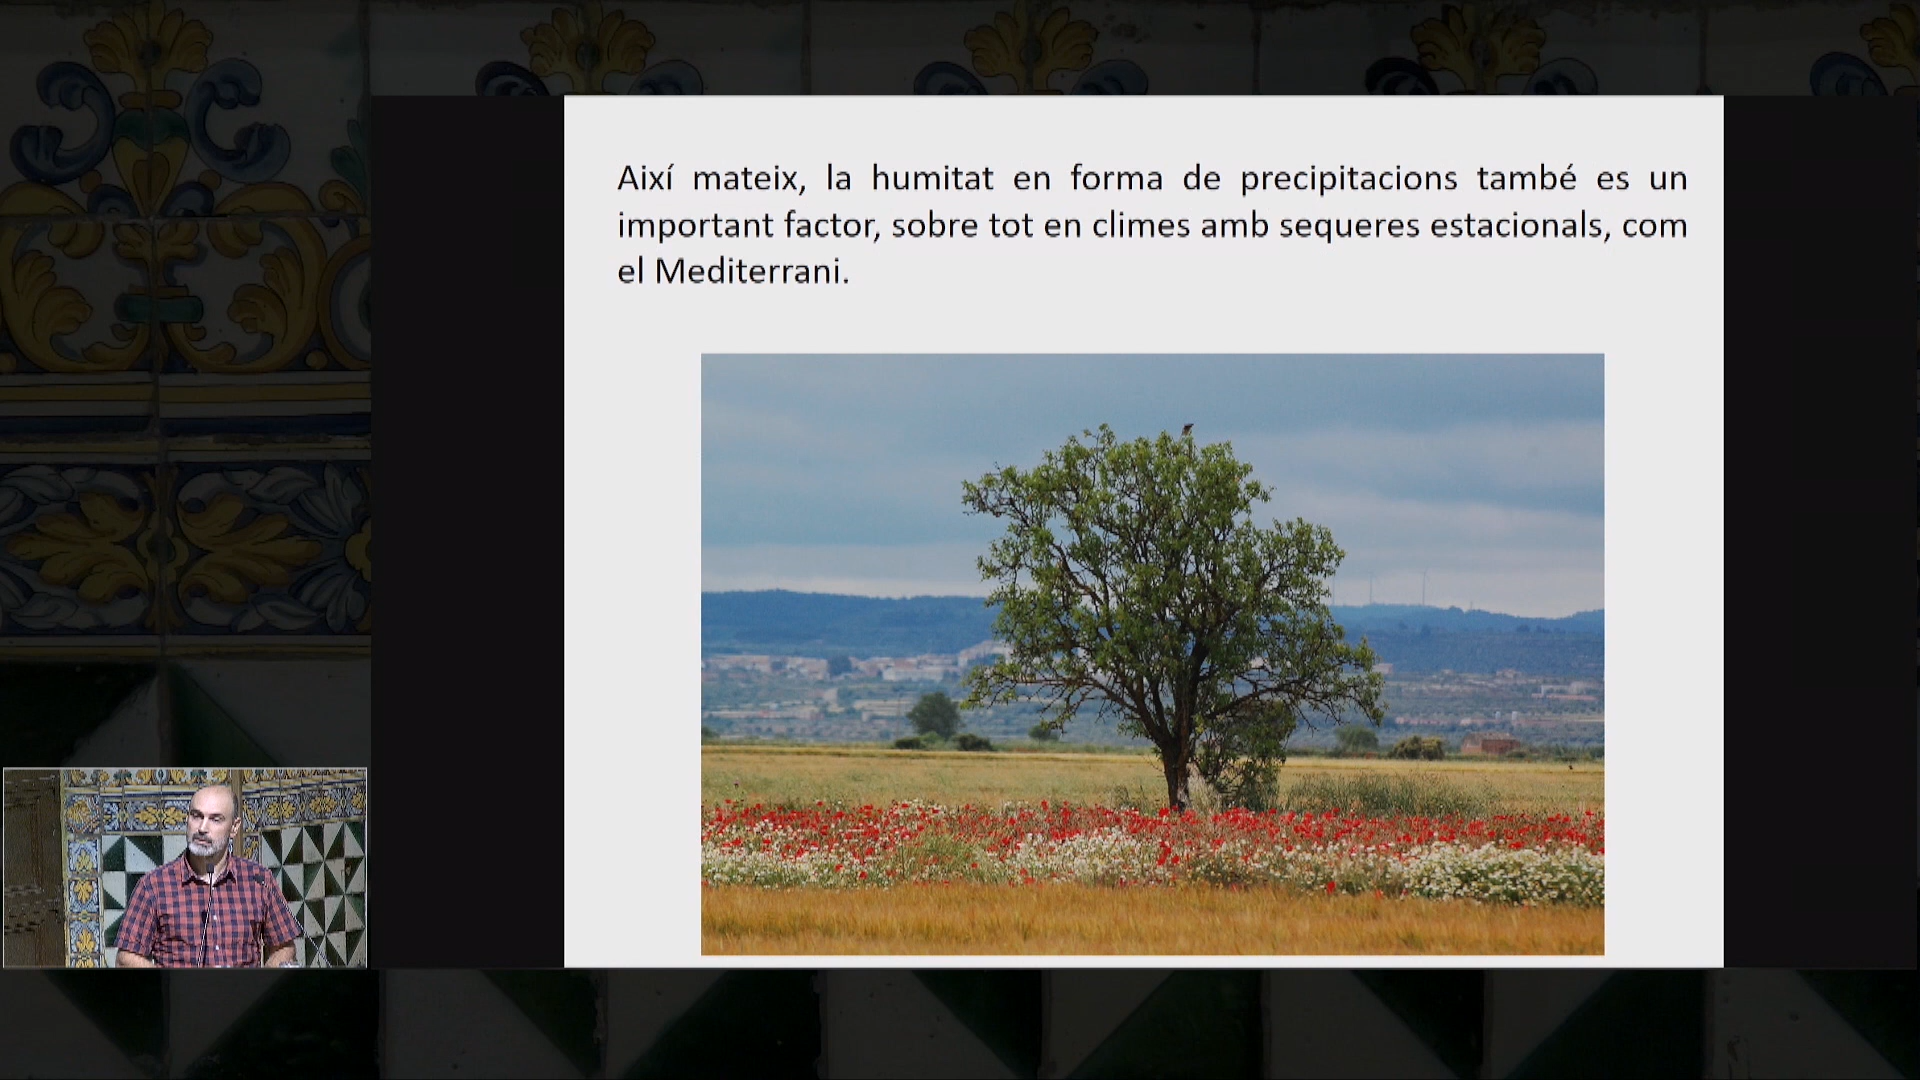 Així mateix, la humitat en forma de precipitacions també es un
important factor, sobre tot en climes amb sequeres estacionals, com
el Mediterrani.